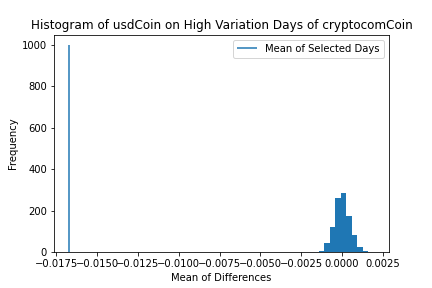 Histogram of usdCoin on High Variation Days of cryptocomCoin
Mean of Selected Days
Frequency
1000
800
600
400
200
0
−0.0175 −0.0150 −0.0125 −0.0100 −0.0075 −0.0050 −0.0025 0.0000 0.0025
Mean of Differences